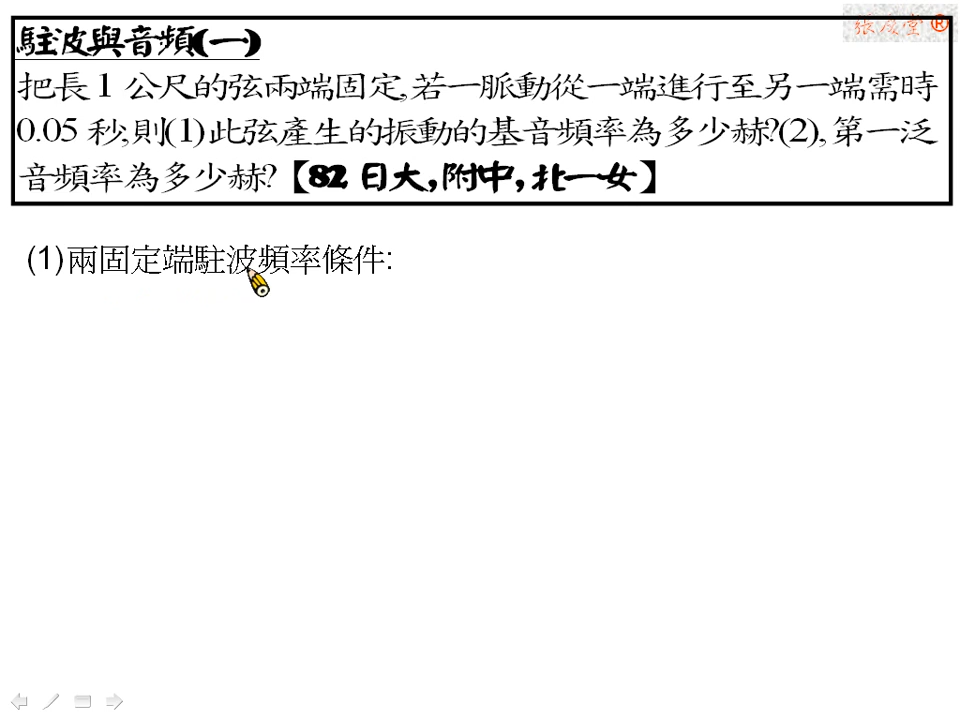 張成堂®
駐波與音頻(一)
把長1公尺的弦兩端固定,若一脈動從一端進行至另一端需時
0.05秒;則(1)此弦產生的振動的基音頻率為多少赫?(2),第一泛
音頻率為多少赫?【82日大,附中,北一女】
(1)兩固定端駐波頻率條件: